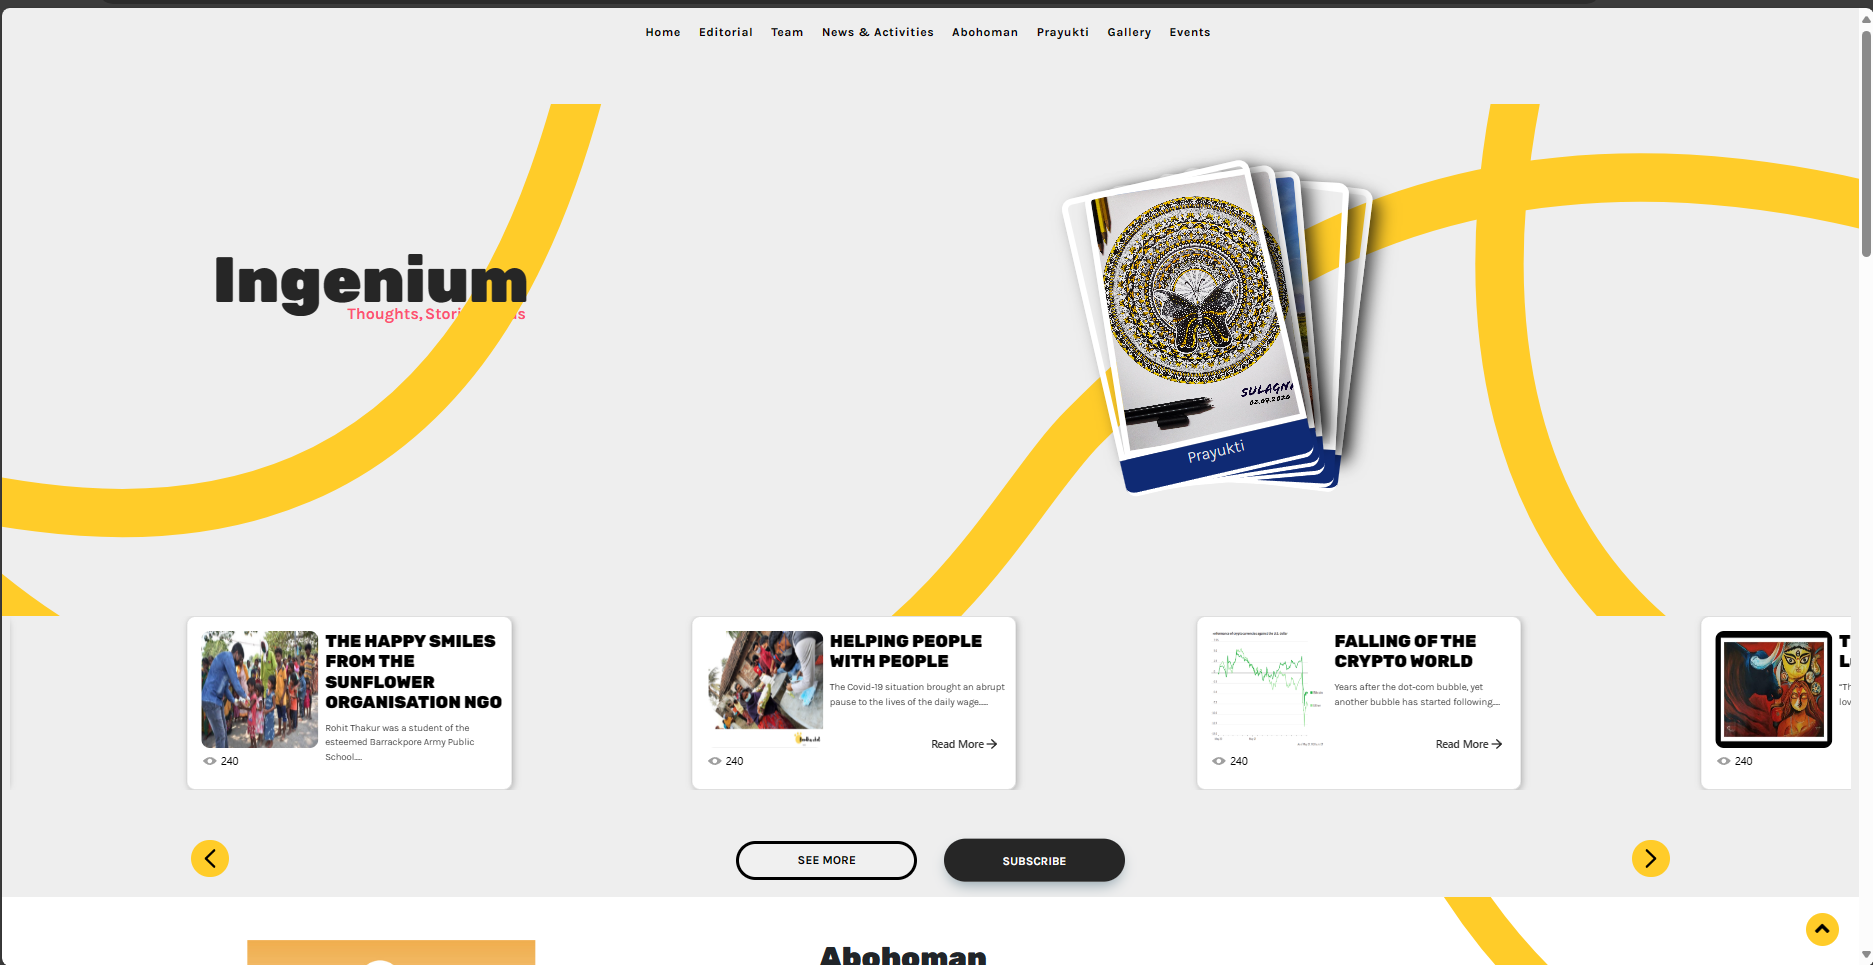 Home Editorial Team News & Activities Abohoman Prayukti Gallery Events
Ingenium
Thoughts, Stori s
SULAGNA
02.07.2020
Prayukti
THE HAPPY SMILES
FROM THE
SUNFLOWER
ORGANISATION NGO
Rohit Thakur was a student of the
esteemed Barrackpore Army Public
School....
240
HELPING PEOPLE
WITH PEOPLE
The Covid-19 situation brought an abrupt
pause to the lives of the daily wage.....
Read More
240
FALLING OF THE
CRYPTO WORLD
Years after the dot-com bubble, yet
another bubble has started following....
Read More
240
T
L
"Th
lov
240
SEE MORE
SUBSCRIBE
Abohoman